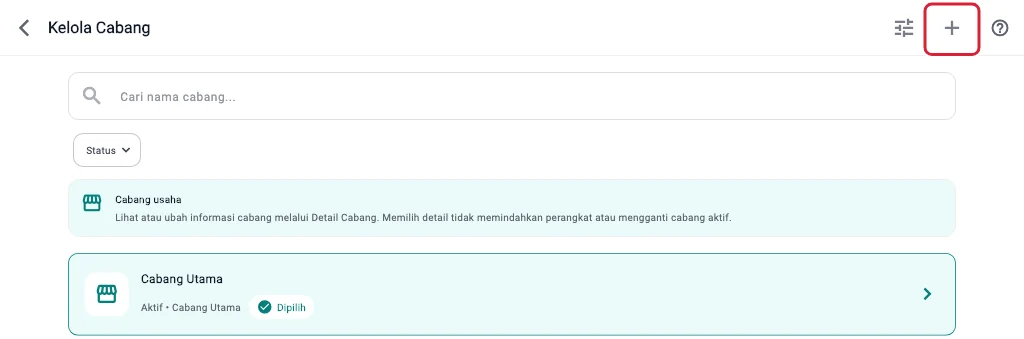 Kelola Cabang
Cari nama cabang...
Status
Cabang usaha
Lihat atau ubah informasi cabang melalui Detail Cabang. Memilih detail tidak memindahkan perangkat atau mengganti cabang aktif.
Cabang Utama
Aktif • Cabang Utama Dipilih